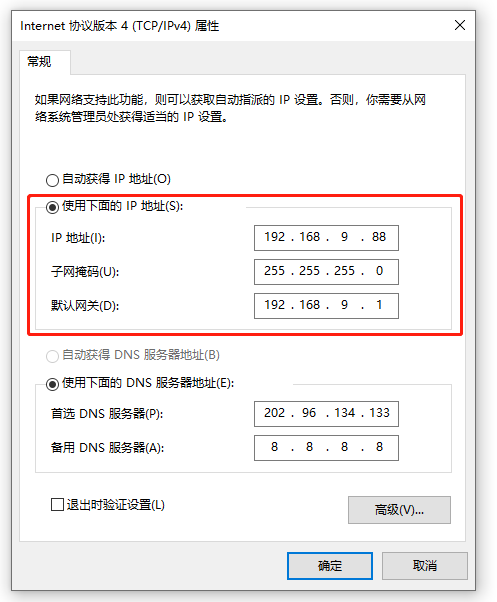 Internet 协议版本 4 (TCP/IPv4) 属性
常规
如果网络支持此功能，则可以获取自动指派的 IP 设置。否则，你需要从网
络系统管理员处获得适当的 IP 设置。
自动获得 IP 地址(O)
使用下面的 IP 地址(S):
IP 地址(I): 192 . 168 . 9 . 88
子网掩码(U): 255 . 255 . 255 . 0
默认网关(D): 192 . 168 . 9 . 1
自动获得 DNS 服务器地址(B)
使用下面的 DNS 服务器地址(E):
首选 DNS 服务器(P): 202 . 96 . 134 . 133
备用 DNS 服务器(A): 8 . 8 . 8 . 8
退出时验证设置(L)
高级(V)...
确定 取消